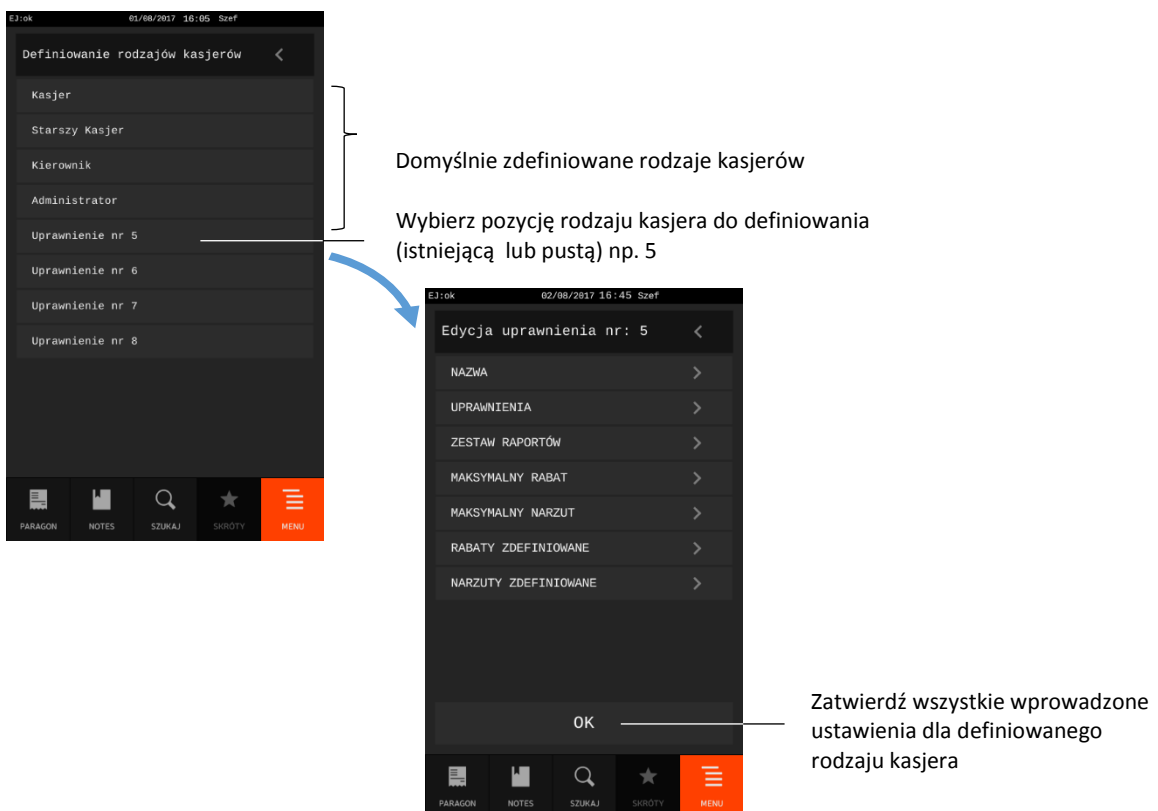 EJ:ok 01/08/2017 16:05 Szef
Definiowanie rodzajów kasjerów
Kasjer
Starszy Kasjer
Kierownik
Administrator
Uprawnienie nr 5
Uprawnienie nr 6
Uprawnienie nr 7
Uprawnienie nr 8
PARAGON NOTES SZUKAJ SKRÓTY MENU
Domyślnie zdefiniowane rodzaje kasjerów
Wybierz pozycję rodzaju kasjera do definiowania
(istniejącą lub pustą) np. 5
EJ:ok 02/08/2017 16:45 Szef
Edycja uprawnienia nr: 5
NAZWA
UPRAWNIENIA
ZESTAW RAPORTÓW
MAKSYMALNY RABAT
MAKSYMALNY NARZUT
RABATY ZDEFINIOWANE
NARZUTY ZDEFINIOWANE
OK
PARAGON NOTES SZUKAJ SKRÓTY MENU
Zatwierdź wszystkie wprowadzone
ustawienia dla definiowanego
rodzaju kasjera